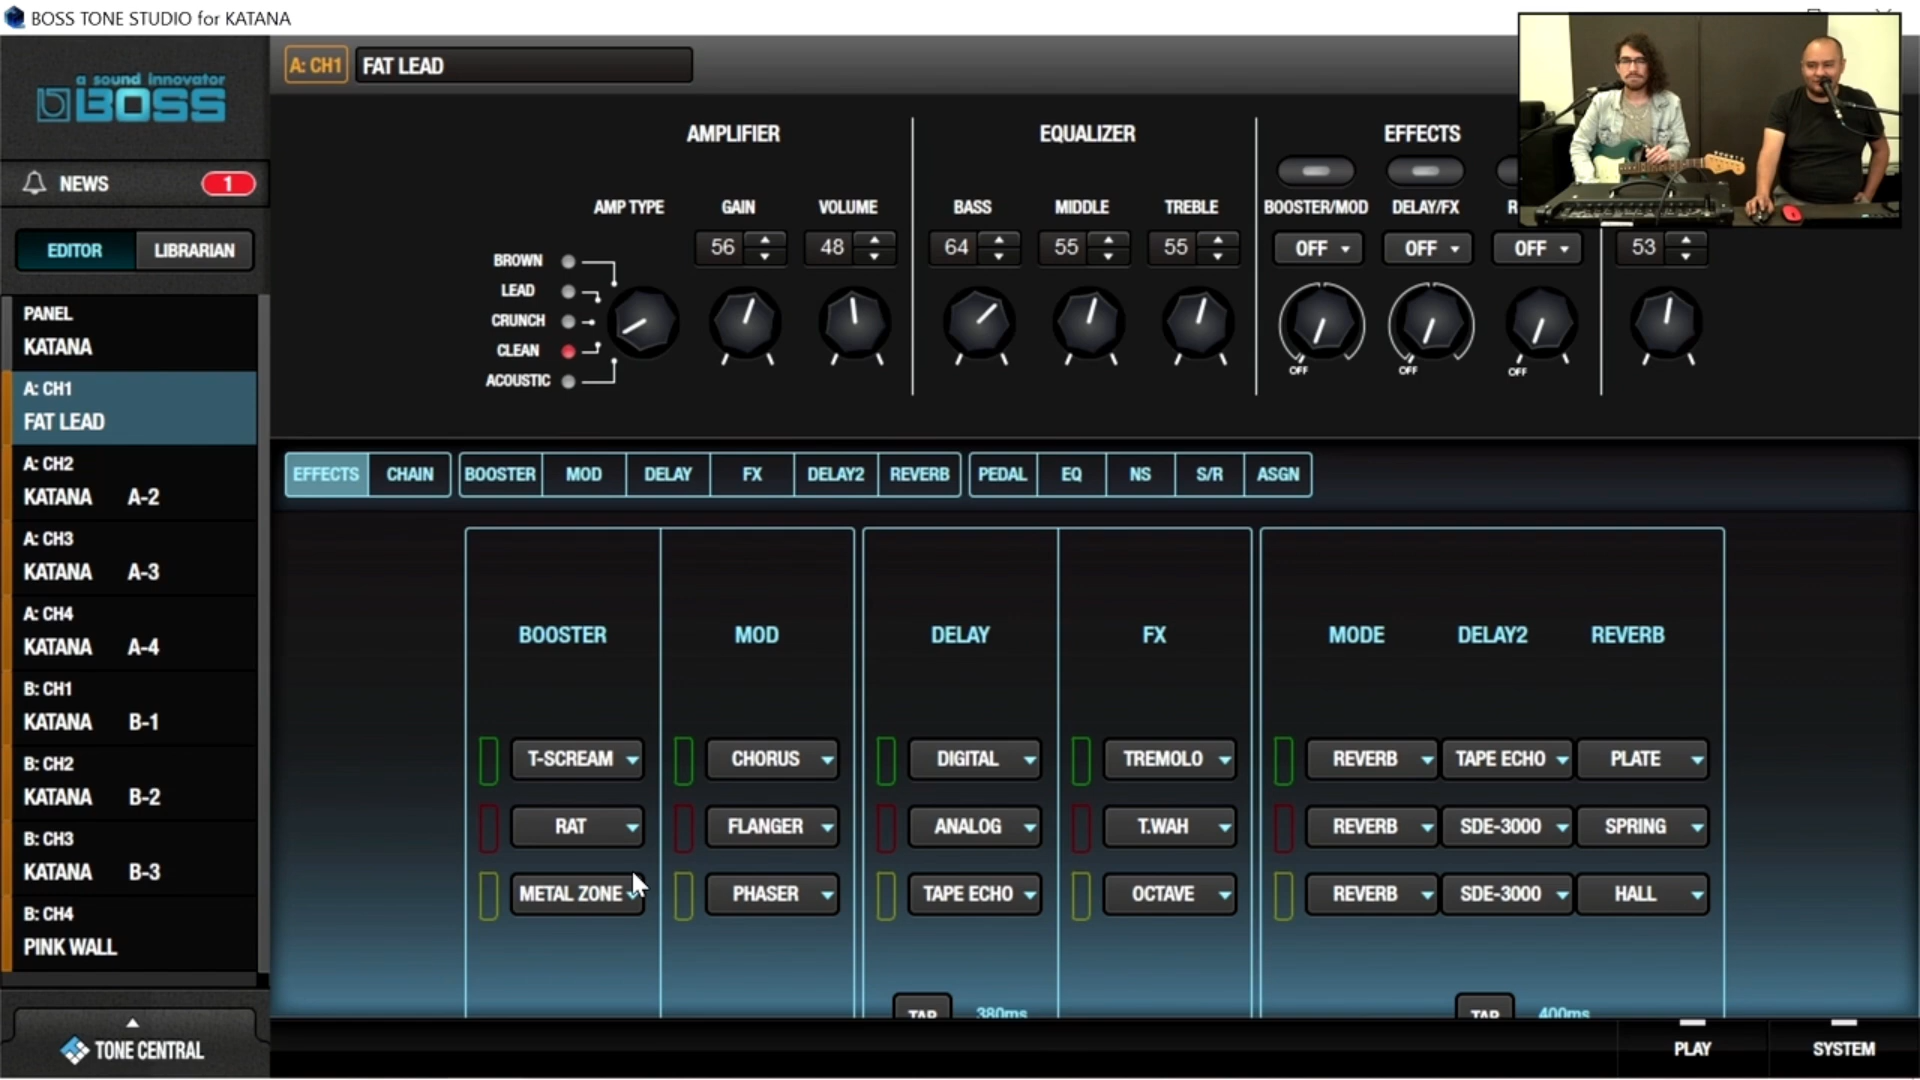 BOSS TONE STUDIO for KATANA
a sound innovator
BOSS
NEWS 1
EDITOR LIBRARIAN
PANEL
KATANA
A: CH1
FAT LEAD
A: CH2
KATANA A-2
A: CH3
KATANA A-3
A: CH4
KATANA A-4
B: CH1
KATANA B-1
B: CH2
KATANA B-2
B: CH3
KATANA B-3
B: CH4
PINK WALL
TONE CENTRAL
A: CH1 FAT LEAD
AMPLIFIER EQUALIZER EFFECTS
AMP TYPE GAIN VOLUME BASS MIDDLE TREBLE BOOSTER/MOD DELAY/FX
56 48 64 55 55 OFF OFF OFF 53
BROWN
LEAD
CRUNCH
CLEAN
ACOUSTIC
OFF OFF OFF
EFFECTS CHAIN BOOSTER MOD DELAY FX DELAY2 REVERB PEDAL EQ NS S/R ASGN
BOOSTER MOD DELAY FX MODE DELAY2 REVERB
T-SCREAM CHORUS DIGITAL TREMOLO REVERB TAPE ECHO PLATE
RAT FLANGER ANALOG T.WAH REVERB SDE-3000 SPRING
METAL ZONE PHASER TAPE ECHO OCTAVE REVERB SDE-3000 HALL
TAP 380ms TAP 400ms
PLAY SYSTEM